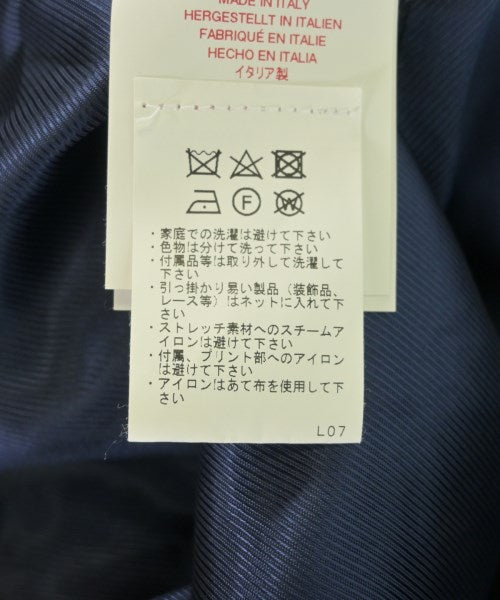 MADE IN ITALY
HERGESTELLT IN ITALIEN
FABRIQUÉ EN ITALIE
HECHO EN ITALIA
イタリア製
F
W
・家庭での洗濯は避けて下さい
・色物は分けて洗って下さい
・付属品等は取り外して洗濯して
下さい
・引っ掛かり易い製品（装飾品、
レース等）はネットに入れて下
さい
・ストレッチ素材へのスチームア
イロンは避けて下さい
・付属、プリント部へのアイロン
は避けて下さい
・アイロンはあて布を使用して下
さい
L07